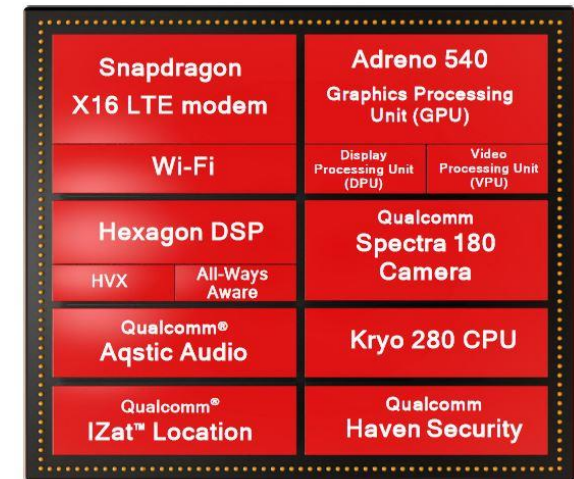 Snapdragon
X16 LTE modem
Wi-Fi
Adreno 540
Graphics Processing
Unit (GPU)
Display
Processing Unit
(DPU)
Video
Processing Unit
(VPU)
Hexagon DSP
HVX
All-Ways
Aware
Qualcomm
Spectra 180
Camera
Qualcomm®
Aqstic Audio
Kryo 280 CPU
Qualcomm®
IZat™ Location
Qualcomm
Haven Security